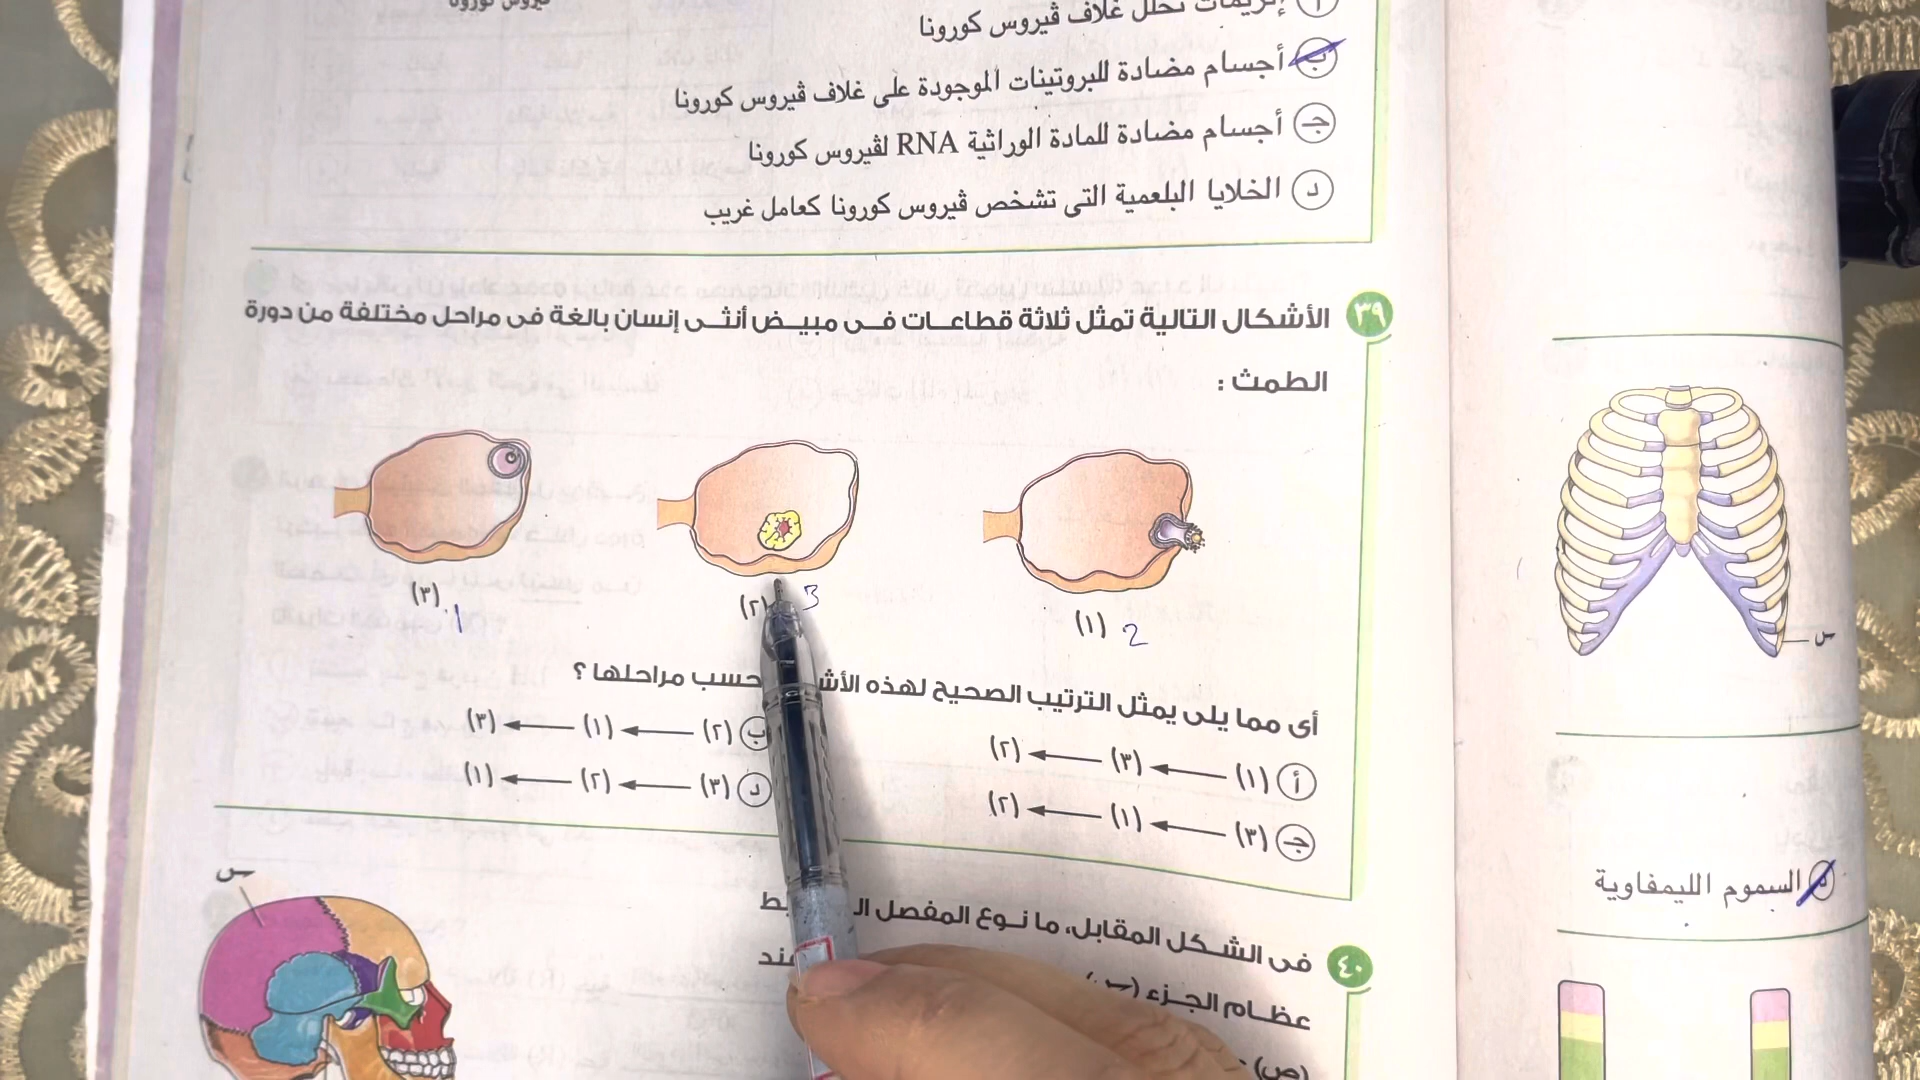 أ إنزيمات تحلل غلاف ڤيروس كورونا
ب أجسام مضادة للبروتينات الموجودة على غلاف ڤيروس كورونا
جـ أجسام مضادة للمادة الوراثية RNA لڤيروس كورونا
د الخلايا البلعمية التى تشخص ڤيروس كورونا كعامل غريب
٣٩ الأشكال التالية تمثل ثلاثة قطاعات فى مبيض أنثى إنسان بالغة فى مراحل مختلفة من دورة
الطمث :
(١) 2
(٢) 3
(٣) 1
أى مما يلى يمثل الترتيب الصحيح لهذه حسب مراحلها ؟
أ (١) ← (٣) ← (٢)
ب (٢) ← (١) ← (٣)
جـ (٣) ← (١) ← (٢)
د (٣) ← (٢) ← (١)
٤٠ فى الشكل المقابل، ما نوع المفصل
عظام الجزء
(ص)
س
س
السموم الليمفاوية